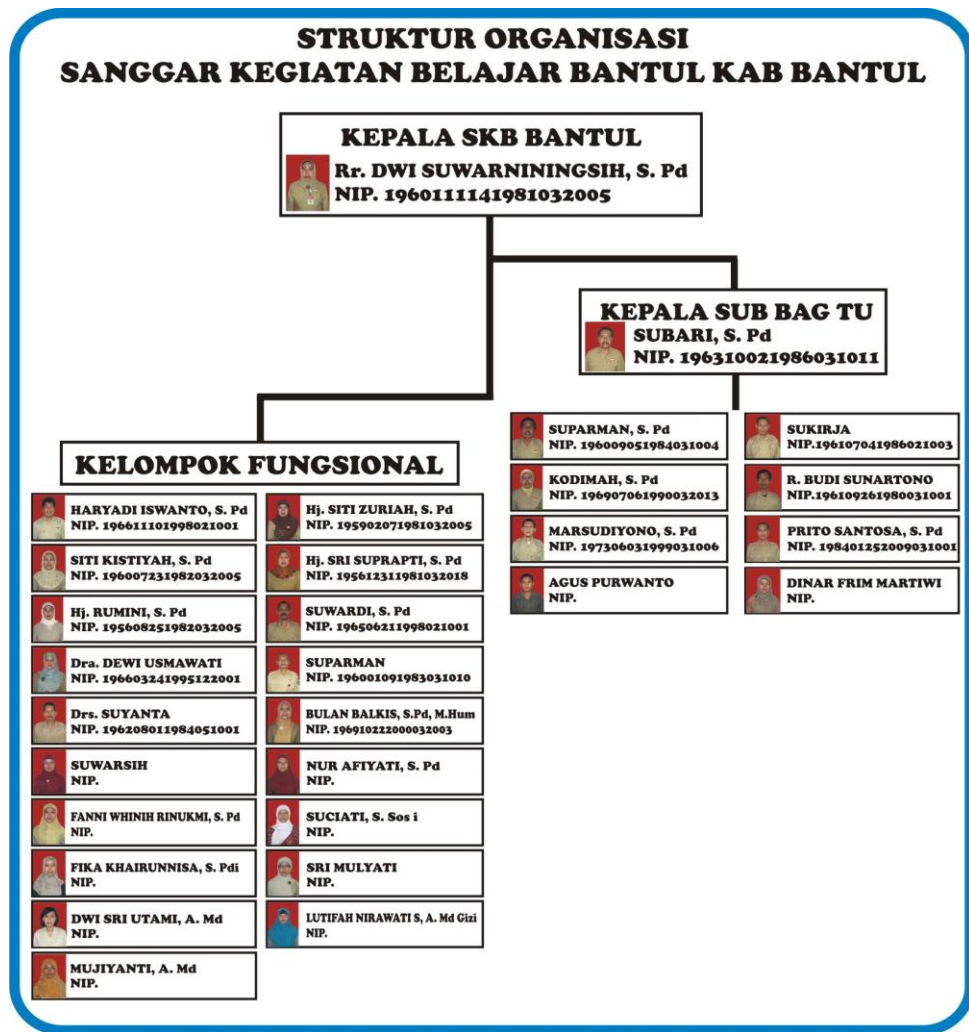 STRUKTUR ORGANISASI
SANGGAR KEGIATAN BELAJAR BANTUL KAB BANTUL
KEPALA SKB BANTUL
Rr. DWI SUWARNININGSIH, S. Pd
NIP. 196011141981032005
KEPALA SUB BAG TU
SUBARI, S. Pd
NIP. 196310021986031011
SUPARMAN, S. Pd
NIP. 196009051984031004
SUKIRJA
NIP.196107041986021003
KODIMAH, S. Pd
NIP. 196907061990032013
R. BUDI SUNARTONO
NIP.196109261980031001
MARSUDIYONO, S. Pd
NIP. 197306031999031006
PRITO SANTOSA, S. Pd
NIP. 198401252009031001
AGUS PURWANTO
NIP.
DINAR FRIM MARTIWI
NIP.
KELOMPOK FUNGSIONAL
HARYADI ISWANTO, S. Pd
NIP. 196611101998021001
Hj. SITI ZURIAH, S. Pd
NIP. 195902071981032005
SITI KISTIYAH, S. Pd
NIP. 196007231982032005
Hj. SRI SUPRAPTI, S. Pd
NIP. 195612311981032018
Hj. RUMINI, S. Pd
NIP. 195608251982032005
SUWARDI, S. Pd
NIP. 196506211998021001
Dra. DEWI USMAWATI
NIP. 196603241995122001
SUPARMAN
NIP. 196001091983031010
Drs. SUYANTA
NIP. 196208011984051001
BULAN BALKIS, S.Pd, M.Hum
NIP. 196910222000032003
SUWARSIH
NIP.
NUR AFIYATI, S. Pd
NIP.
FANNI WHINIH RINUKMI, S. Pd
NIP.
SUCIATI, S. Sos i
NIP.
FIKA KHAIRUNNISA, S. Pdi
NIP.
SRI MULYATI
NIP.
DWI SRI UTAMI, A. Md
NIP.
LUTIFAH NIRAWATI S, A. Md Gizi
NIP.
MUJIYANTI, A. Md
NIP.